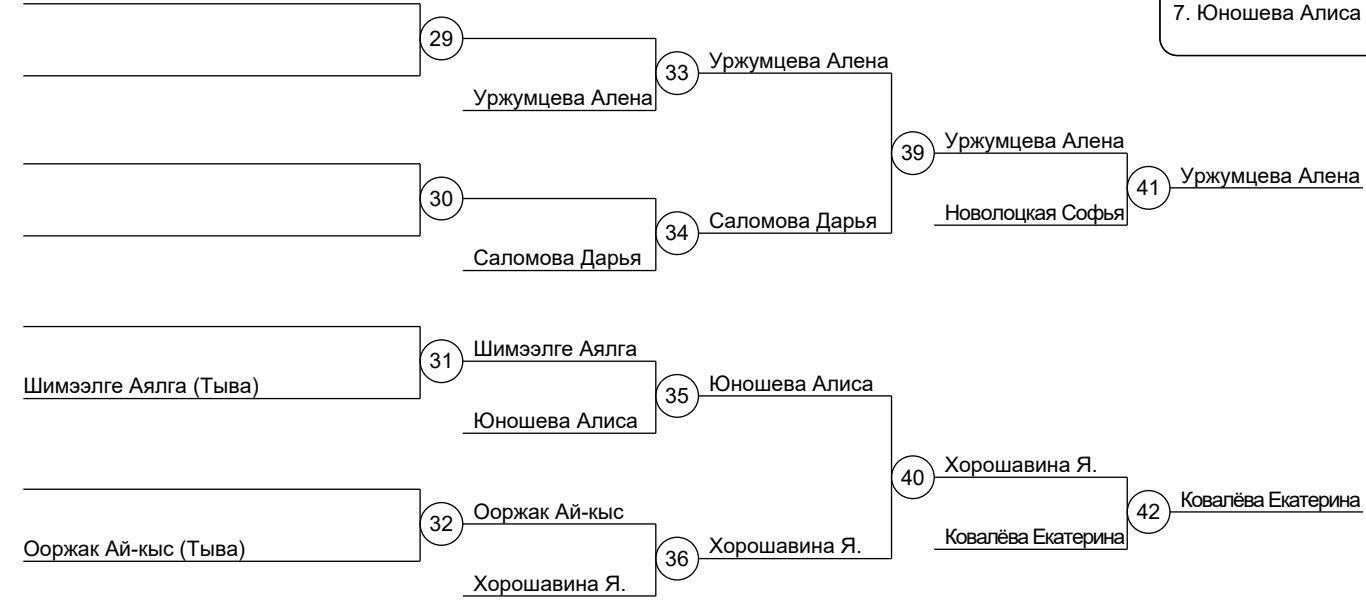 7. Юношева Алиса
29
Уржумцева Алена
33
Уржумцева Алена
39
Уржумцева Алена
30
Саломова Дарья
34
Саломова Дарья
Новолоцкая Софья
41
Уржумцева Алена
Шимээлге Аялга (Тыва)
31
Шимээлге Аялга
Юношева Алиса
35
Юношева Алиса
40
Хорошавина Я.
Ооржак Ай-кыс (Тыва)
32
Ооржак Ай-кыс
Хорошавина Я.
36
Хорошавина Я.
Ковалёва Екатерина
42
Ковалёва Екатерина